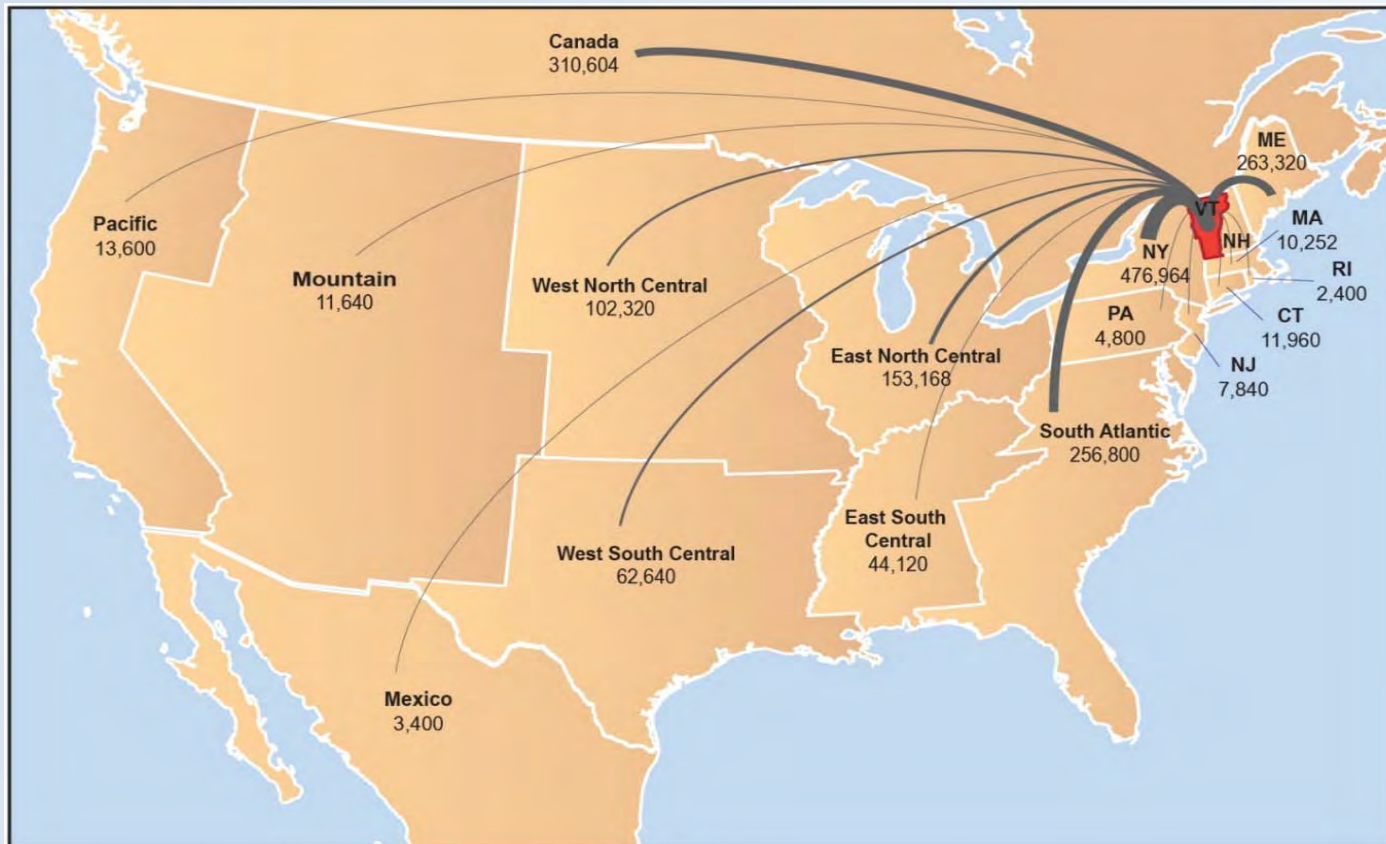 Canada
310,604
ME
263,320
Pacific
13,600
Mountain
11,640
West North Central
102,320
VT
NH
MA
10,252
NY
476,964
RI
2,400
PA
4,800
CT
11,960
NJ
7,840
East North Central
153,168
South Atlantic
256,800
West South Central
62,640
East South
Central
44,120
Mexico
3,400